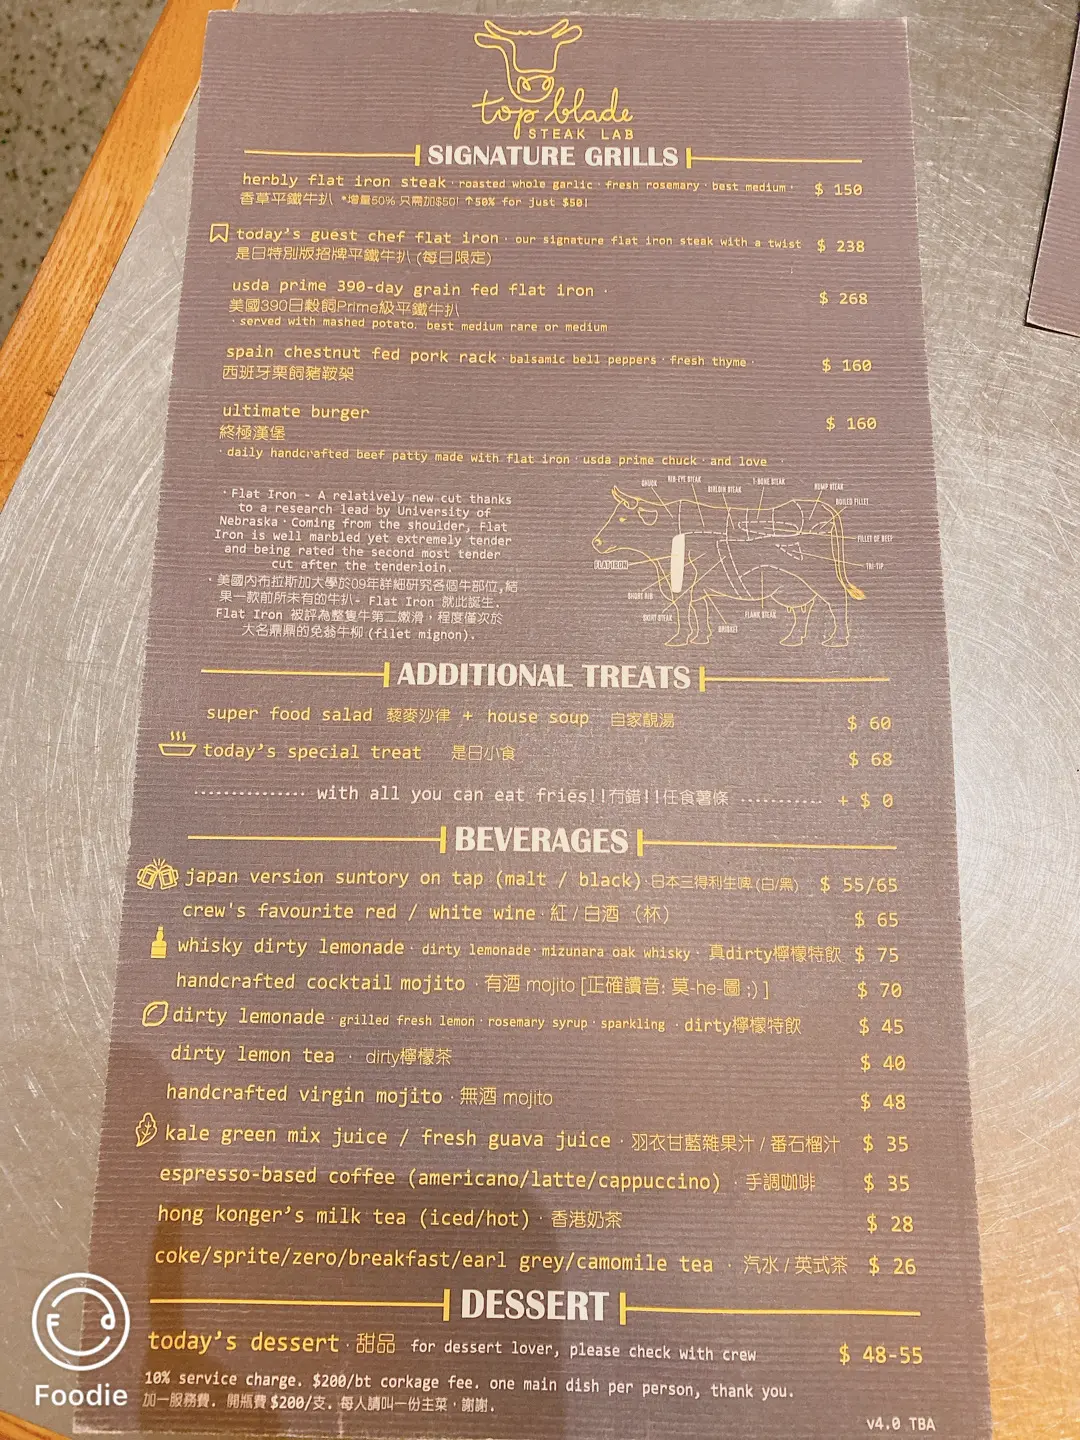 top blade
STEAK LAB
SIGNATURE GRILLS
herbly flat iron steak · roasted whole garlic · fresh rosemary · best medium · $ 150
香草平鐵牛扒 *增量50% 只需加$50! ↑50% for just $50!
today's guest chef flat iron · our signature flat iron steak with a twist $ 238
是日特別版招牌平鐵牛扒 (每日限定)
usda prime 390-day grain fed flat iron · $ 268
美國390日穀飼Prime級平鐵牛扒
· served with mashed potato. best medium rare or medium
spain chestnut fed pork rack · balsamic bell peppers · fresh thyme · $ 160
西班牙栗飼豬鞍架
ultimate burger $ 160
終極漢堡
· daily handcrafted beef patty made with flat iron · usda prime chuck · and love
· Flat Iron - A relatively new cut thanks
to a research lead by University of
Nebraska · Coming from the shoulder, Flat
Iron is well marbled yet extremely tender
and being rated the second most tender
cut after the tenderloin.
· 美國內布拉斯加大學於09年詳細研究各個牛部位,結
果一款前所未有的牛扒- Flat Iron 就此誕生.
Flat Iron 被評為整隻牛第二嫩滑，程度僅次於
大名鼎鼎的免翁牛柳 (filet mignon).
CHUCK
RIB-EYE STEAK
SIRLOIN STEAK
T-BONE STEAK
RUMP STEAK
ROILED FILLET
FILLET OF BEEF
TRI-TIP
FLAT IRON
SHORT RIB
SKIRT STEAK
BRISKET
FLANK STEAK
ADDITIONAL TREATS
super food salad 藜麥沙律 + house soup 自家靚湯 $ 60
today's special treat 是日小食 $ 68
·············· with all you can eat fries!!冇錯!!任食薯條 ··········· + $ 0
BEVERAGES
japan version suntory on tap (malt / black) · 日本三得利生啤 (白/黑) $ 55/65
crew's favourite red / white wine · 紅 / 白酒 （杯） $ 65
whisky dirty lemonade · dirty lemonade · mizunara oak whisky · 真dirty檸檬特飲 $ 75
handcrafted cocktail mojito · 有酒 mojito [正確讀音: 莫-he-圖 ;) ] $ 70
dirty lemonade · grilled fresh lemon · rosemary syrup · sparkling · dirty檸檬特飲 $ 45
dirty lemon tea · dirty檸檬茶 $ 40
handcrafted virgin mojito · 無酒 mojito $ 48
kale green mix juice / fresh guava juice · 羽衣甘藍雜果汁 / 番石榴汁 $ 35
espresso-based coffee (americano/latte/cappuccino) · 手調咖啡 $ 35
hong konger's milk tea (iced/hot) · 香港奶茶 $ 28
coke/sprite/zero/breakfast/earl grey/camomile tea · 汽水 / 英式茶 $ 26
DESSERT
today's dessert · 甜品 for dessert lover, please check with crew $ 48-55
10% service charge. $200/bt corkage fee. one main dish per person, thank you.
加一服務費. 開瓶費 $200/支. 每人請叫一份主菜，謝謝.
v4.0 TBA
Foodie